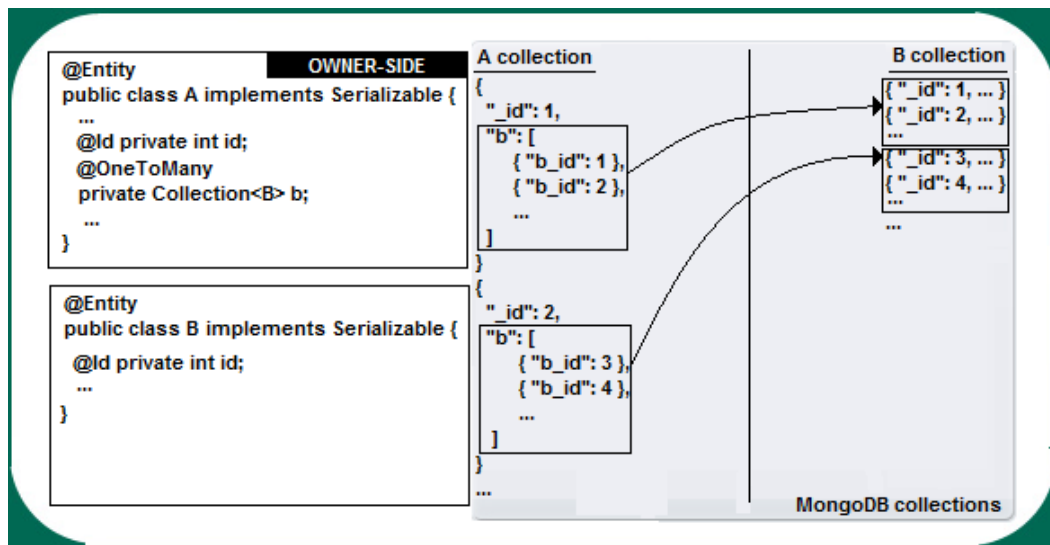 @Entity
OWNER-SIDE
public class A implements Serializable {
...
@Id private int id;
@OneToMany
private Collection<B> b;
...
}
@Entity
public class B implements Serializable {
@Id private int id;
...
}
A collection
{
"_id": 1,
"b": [
{ "b_id": 1 },
{ "b_id": 2 },
...
]
}
{
"_id": 2,
"b": [
{ "b_id": 3 },
{ "b_id": 4 },
...
]
}
...
B collection
{ "_id": 1, ... }
{ "_id": 2, ... }
...
{ "_id": 3, ... }
{ "_id": 4, ... }
...
...
MongoDB collections